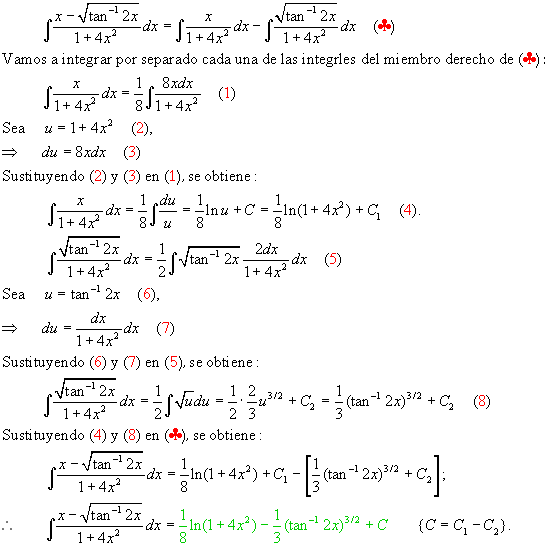 ∫ (x − √(tan⁻¹ 2x))/(1 + 4x²) dx = ∫ x/(1 + 4x²) dx − ∫ √(tan⁻¹ 2x)/(1 + 4x²) dx (♣)
Vamos a integrar por separado cada una de las integrles del miembro derecho de (♣) :
∫ x/(1 + 4x²) dx = 1/8 ∫ 8xdx/(1 + 4x²) (1)
Sea u = 1 + 4x² (2),
⇒ du = 8xdx (3)
Sustituyendo (2) y (3) en (1), se obtiene :
∫ x/(1 + 4x²) dx = 1/8 ∫ du/u = 1/8 ln u + C = 1/8 ln(1 + 4x²) + C₁ (4).
∫ √(tan⁻¹ 2x)/(1 + 4x²) dx = 1/2 ∫ √(tan⁻¹ 2x) 2dx/(1 + 4x²) dx (5)
Sea u = tan⁻¹ 2x (6),
⇒ du = dx/(1 + 4x²) dx (7)
Sustituyendo (6) y (7) en (5), se obtiene :
∫ √(tan⁻¹ 2x)/(1 + 4x²) dx = 1/2 ∫ √u du = 1/2 · 2/3 u^(3/2) + C₂ = 1/3 (tan⁻¹ 2x)^(3/2) + C₂ (8)
Sustituyendo (4) y (8) en (♣), se obtiene :
∫ (x − √(tan⁻¹ 2x))/(1 + 4x²) dx = 1/8 ln(1 + 4x²) + C₁ − [1/3 (tan⁻¹ 2x)^(3/2) + C₂];
∴ ∫ (x − √(tan⁻¹ 2x))/(1 + 4x²) dx = 1/8 ln(1 + 4x²) − 1/3 (tan⁻¹ 2x)^(3/2) + C {C = C₁ − C₂}.